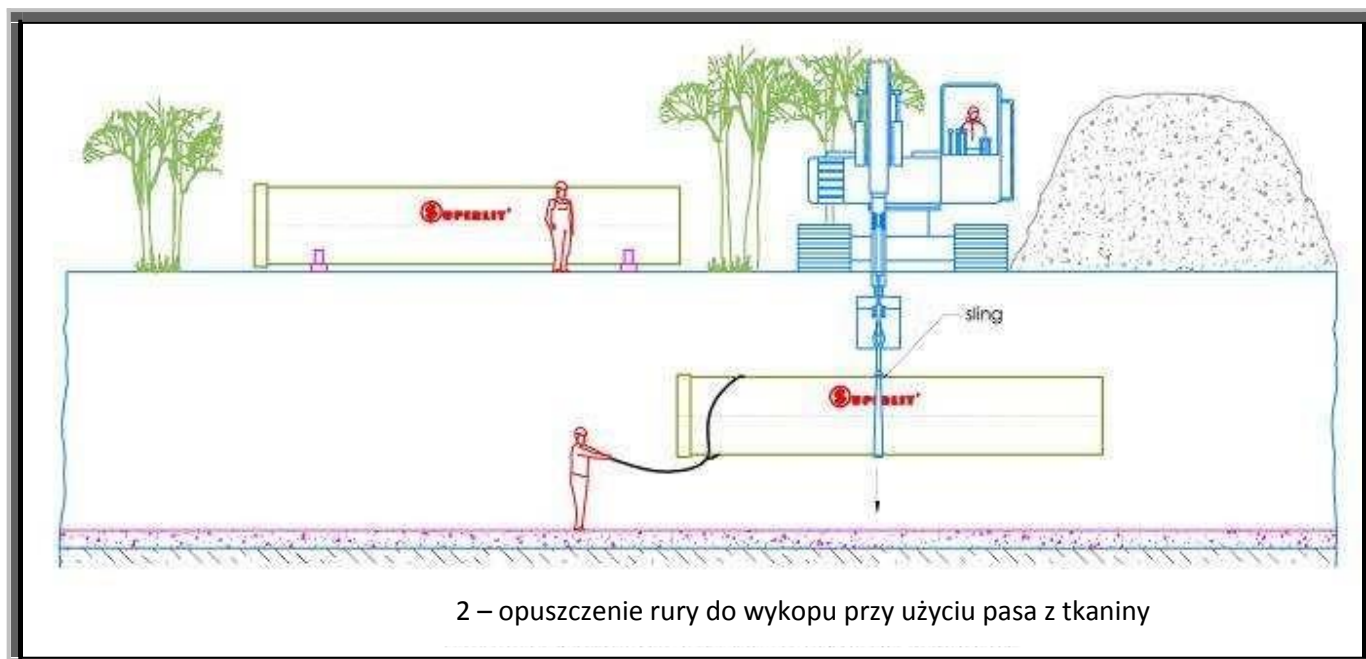 SUPERLIT
sling
SUPERLIT
2 – opuszczenie rury do wykopu przy użyciu pasa z tkaniny